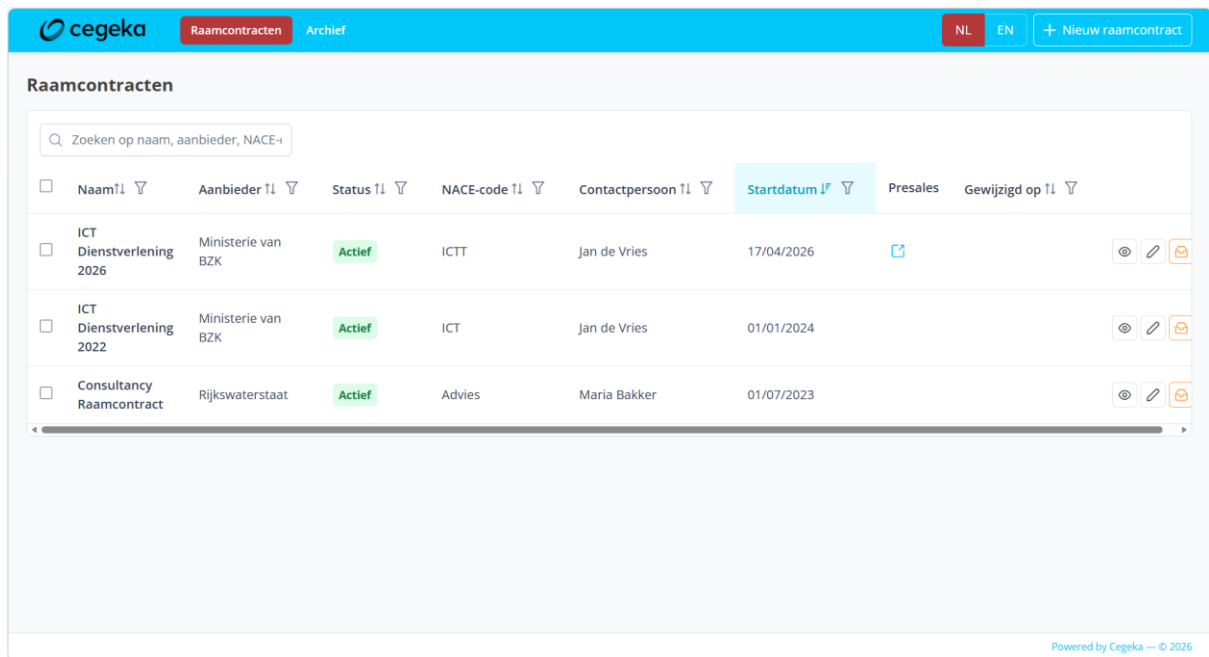 cegeka
Raamcontracten
Archief
NL
EN
+ Nieuw raamcontract
Raamcontracten
Zoeken op naam, aanbieder, NACE-
Naam
Aanbieder
Status
NACE-code
Contactpersoon
Startdatum
Presales
Gewijzigd op
ICT
Dienstverlening
2026
Ministerie van
BZK
Actief
ICTT
Jan de Vries
17/04/2026
ICT
Dienstverlening
2022
Ministerie van
BZK
Actief
ICT
Jan de Vries
01/01/2024
Consultancy
Raamcontract
Rijkswaterstaat
Actief
Advies
Maria Bakker
01/07/2023
Powered by Cegeka — © 2026